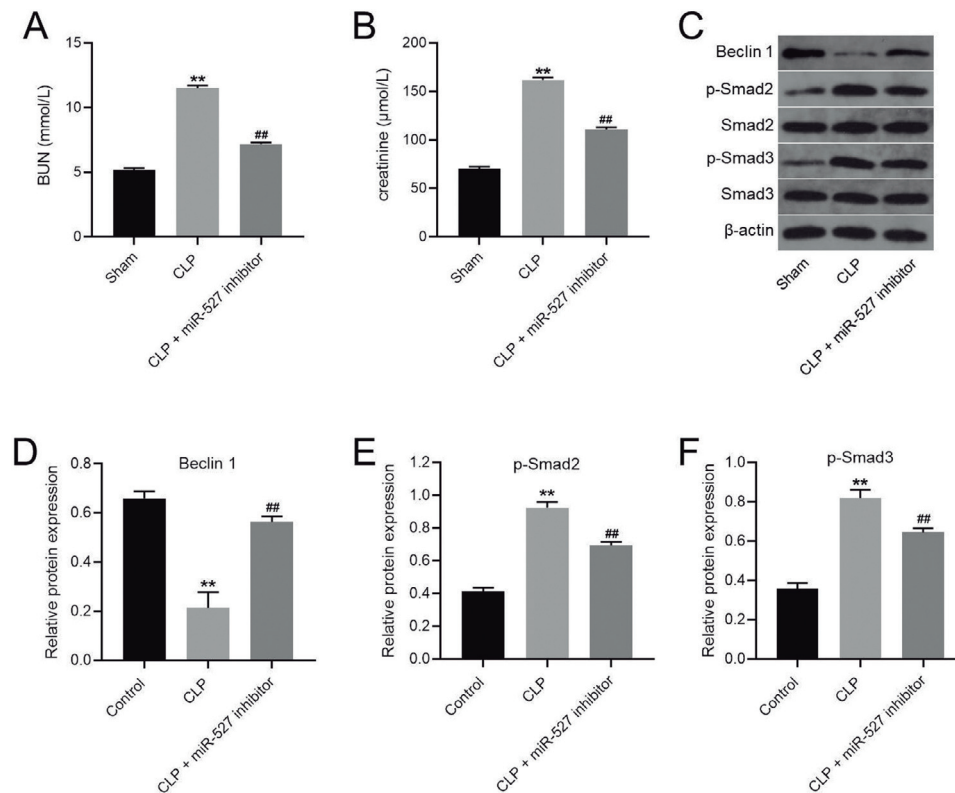 A
BUN (mmol/L)
15
10
5
0
**
##
Sham
CLP
CLP + miR-527 inhibitor
B
creatinine (µmol/L)
200
150
100
50
0
**
##
Sham
CLP
CLP + miR-527 inhibitor
C
Beclin 1
p-Smad2
Smad2
p-Smad3
Smad3
β-actin
Sham
CLP
CLP + miR-527 inhibitor
D
Beclin 1
Relative protein expression
0.8
0.6
0.4
0.2
0.0
**
##
Control
CLP
CLP + miR-527 inhibitor
E
p-Smad2
Relative protein expression
1.2
1.0
0.8
0.6
0.4
0.2
0.0
**
##
Control
CLP
CLP + miR-527 inhibitor
F
p-Smad3
Relative protein expression
1.0
0.8
0.6
0.4
0.2
0.0
**
##
Control
CLP
CLP + miR-527 inhibitor